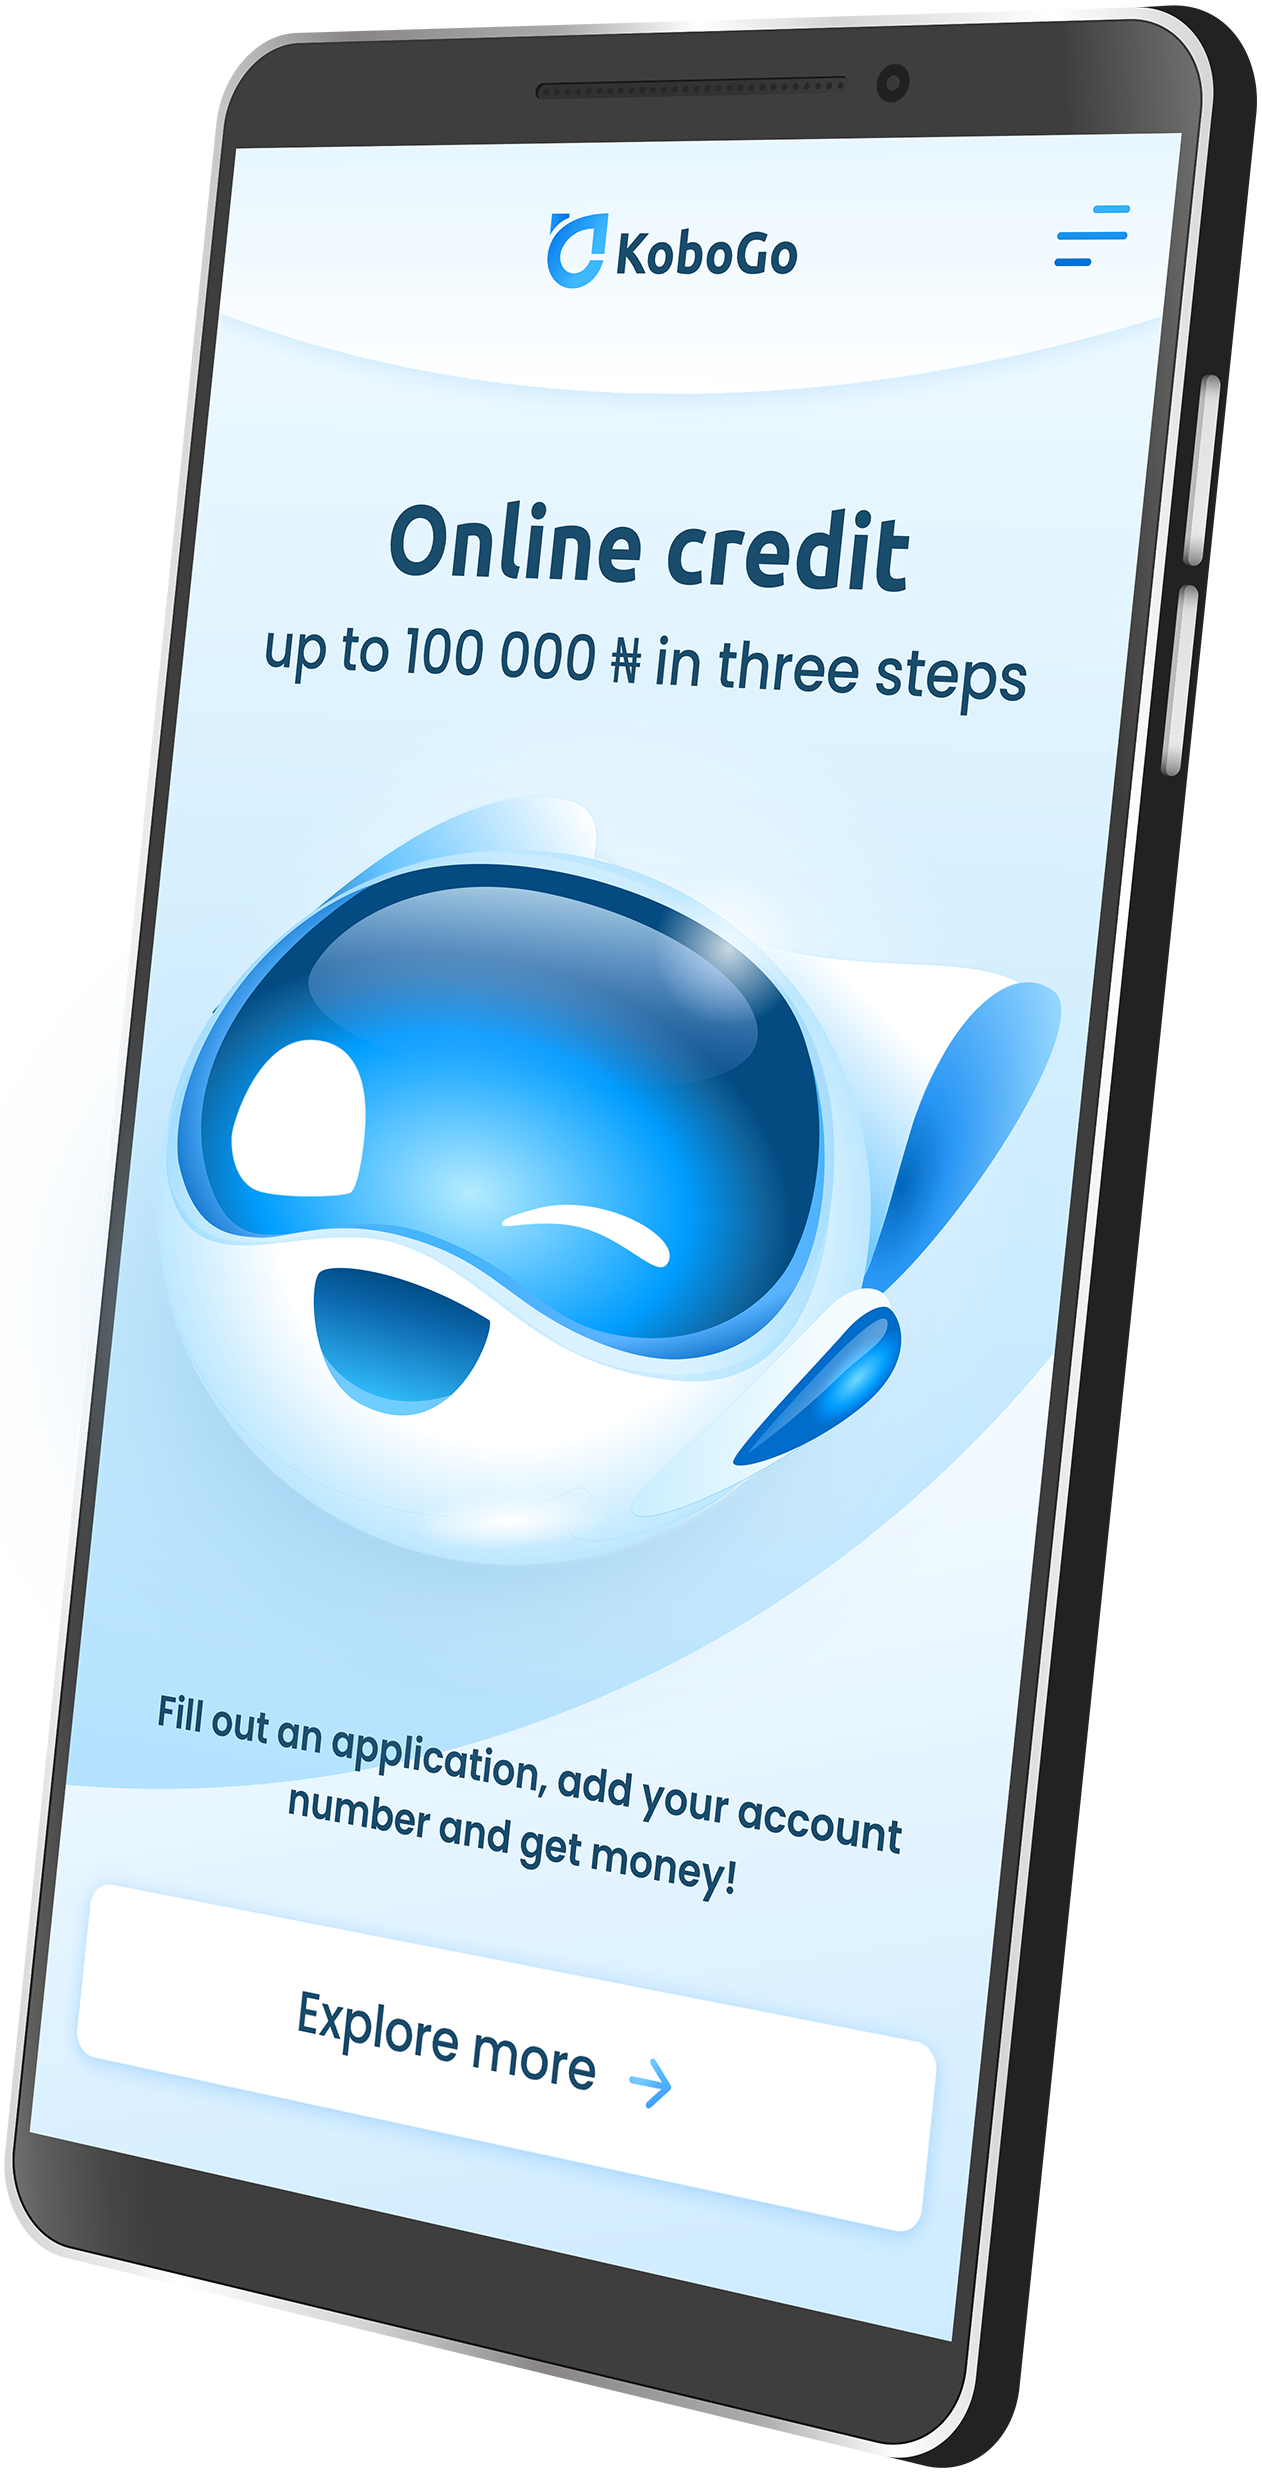 KoboGo
Online credit
up to 100 000 ₦ in three steps
Fill out an application, add your account
number and get money!
Explore more →